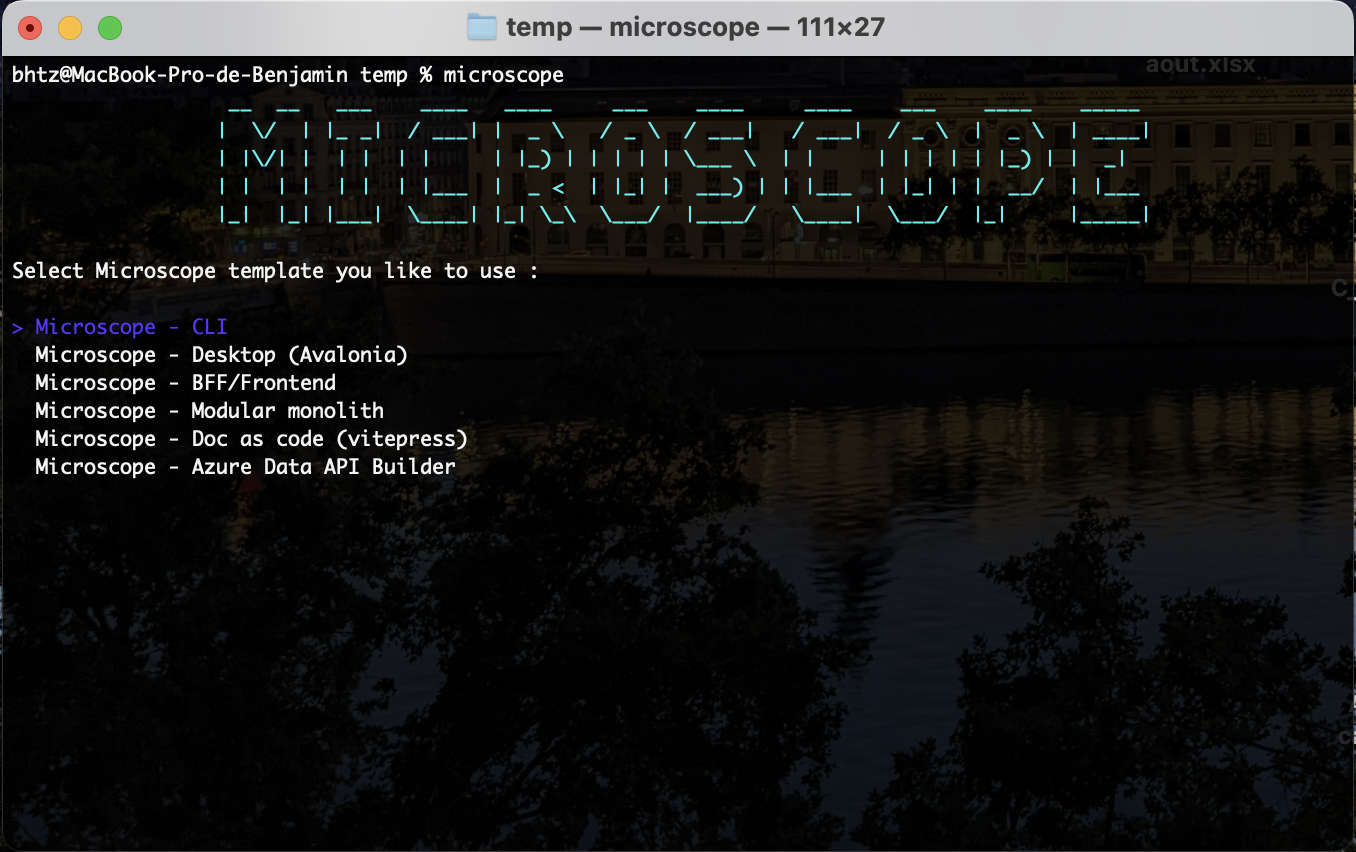 temp — microscope — 111×27
aout.xlsx
bhtz@MacBook-Pro-de-Benjamin temp % microscope
MICROSCOPE
Select Microscope template you like to use :
> Microscope - CLI
Microscope - Desktop (Avalonia)
Microscope - BFF/Frontend
Microscope - Modular monolith
Microscope - Doc as code (vitepress)
Microscope - Azure Data API Builder